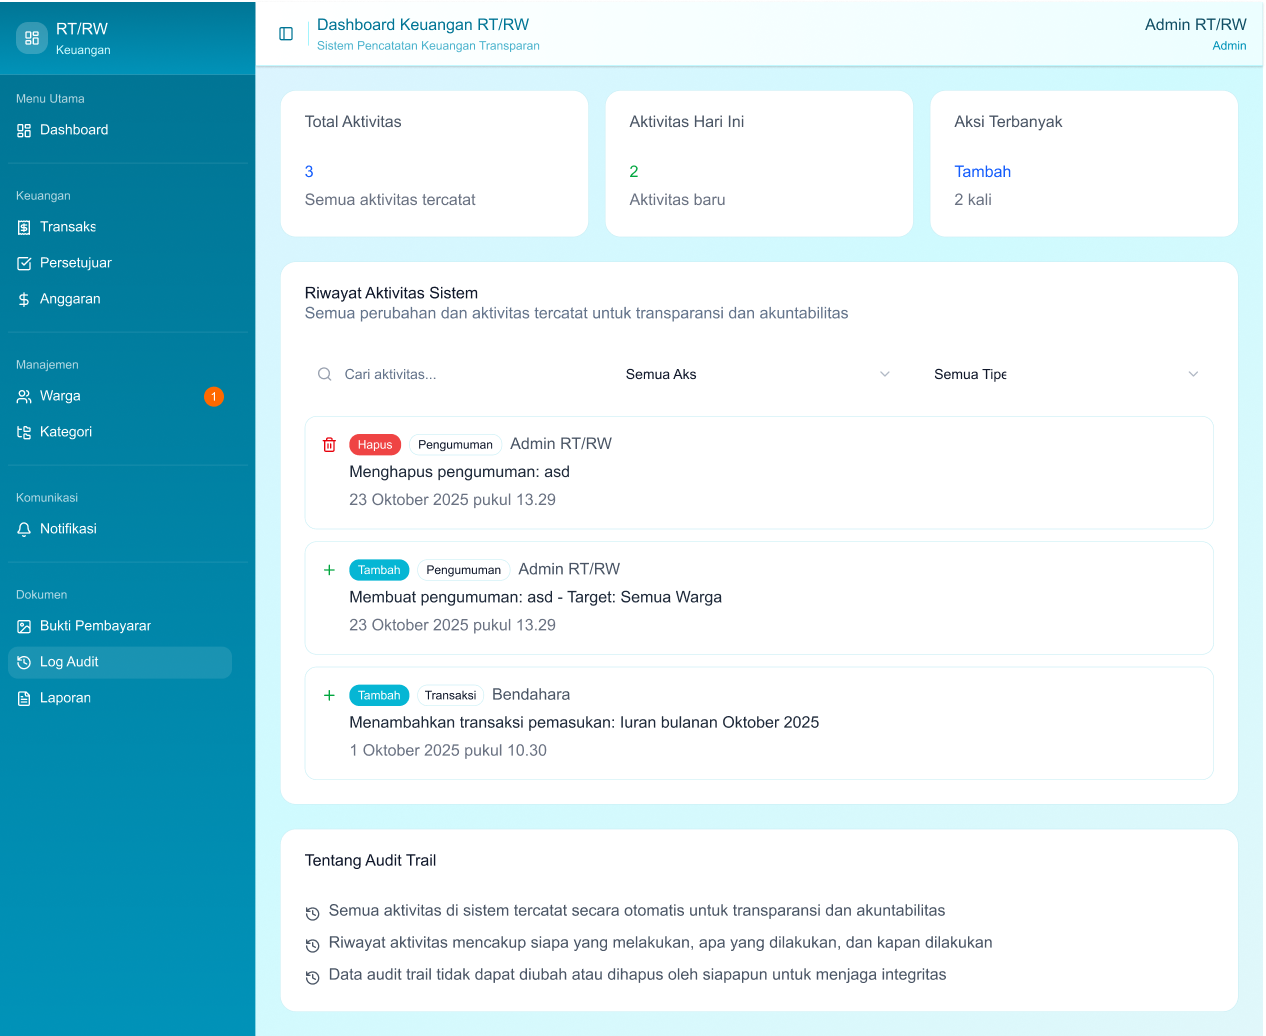 RT/RW
Keuangan
Menu Utama
Dashboard
Keuangan
Transaks
Persetujuar
Anggaran
Manajemen
Warga
1
Kategori
Komunikasi
Notifikasi
Dokumen
Bukti Pembayarar
Log Audit
Laporan
Dashboard Keuangan RT/RW
Sistem Pencatatan Keuangan Transparan
Admin RT/RW
Admin
Total Aktivitas
3
Semua aktivitas tercatat
Aktivitas Hari Ini
2
Aktivitas baru
Aksi Terbanyak
Tambah
2 kali
Riwayat Aktivitas Sistem
Semua perubahan dan aktivitas tercatat untuk transparansi dan akuntabilitas
Cari aktivitas...
Semua Aks
Semua Tipe
Hapus Pengumuman Admin RT/RW
Menghapus pengumuman: asd
23 Oktober 2025 pukul 13.29
Tambah Pengumuman Admin RT/RW
Membuat pengumuman: asd - Target: Semua Warga
23 Oktober 2025 pukul 13.29
Tambah Transaksi Bendahara
Menambahkan transaksi pemasukan: Iuran bulanan Oktober 2025
1 Oktober 2025 pukul 10.30
Tentang Audit Trail
Semua aktivitas di sistem tercatat secara otomatis untuk transparansi dan akuntabilitas
Riwayat aktivitas mencakup siapa yang melakukan, apa yang dilakukan, dan kapan dilakukan
Data audit trail tidak dapat diubah atau dihapus oleh siapapun untuk menjaga integritas